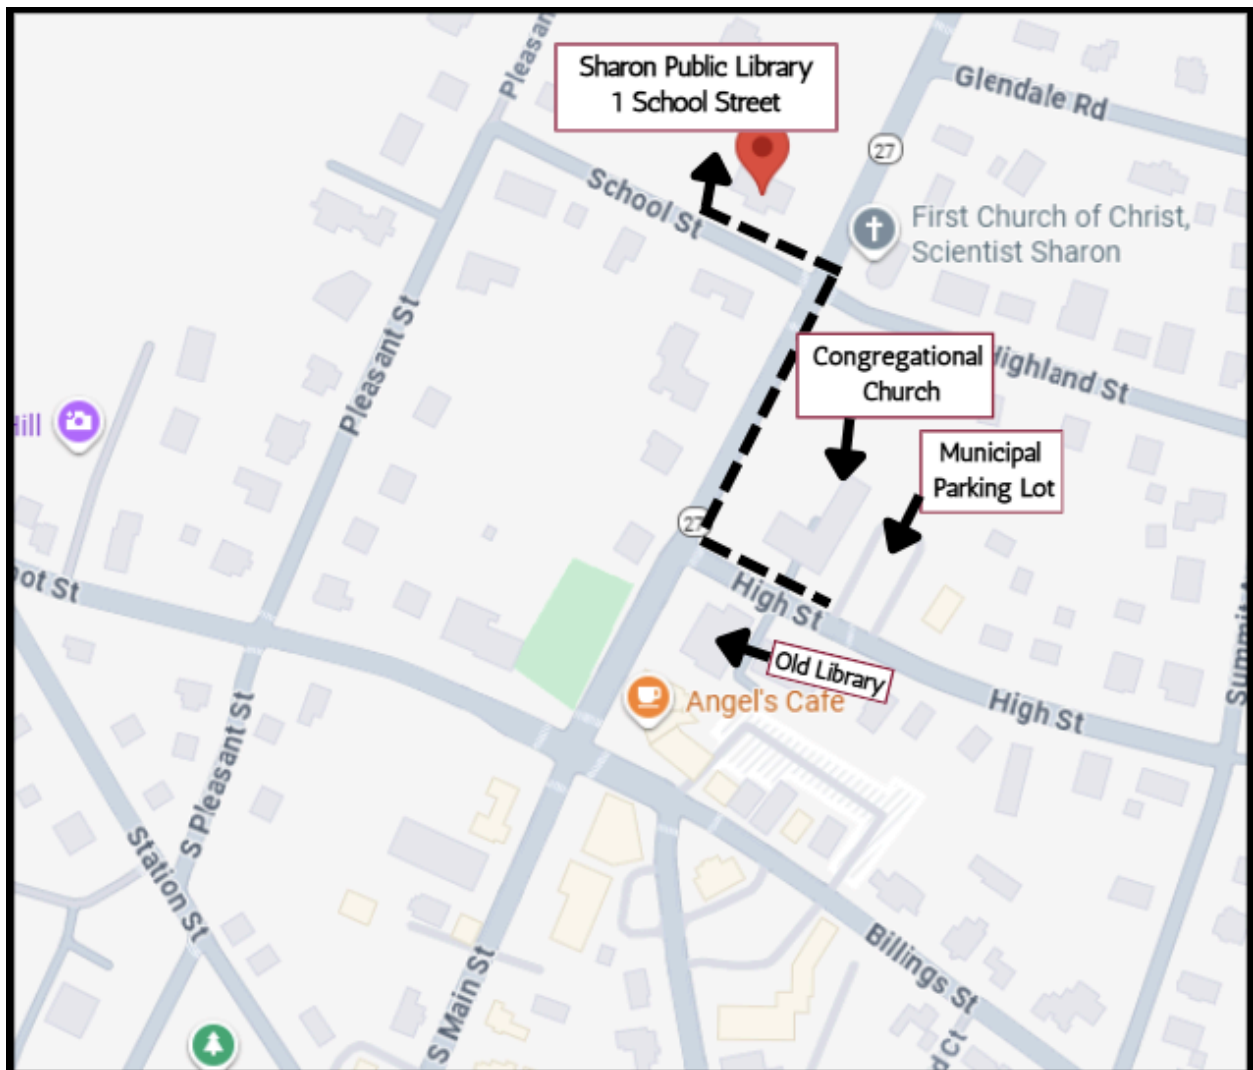 Pleasan
Sharon Public Library
1 School Street
Glendale Rd
27
School St
First Church of Christ,
Scientist Sharon
Pleasant St
Congregational
Church
Highland St
Hill
Municipal
Parking Lot
27
High St
Old Library
Angel's Cafe
High St
S Pleasant St
Station St
Billings St
S Main St